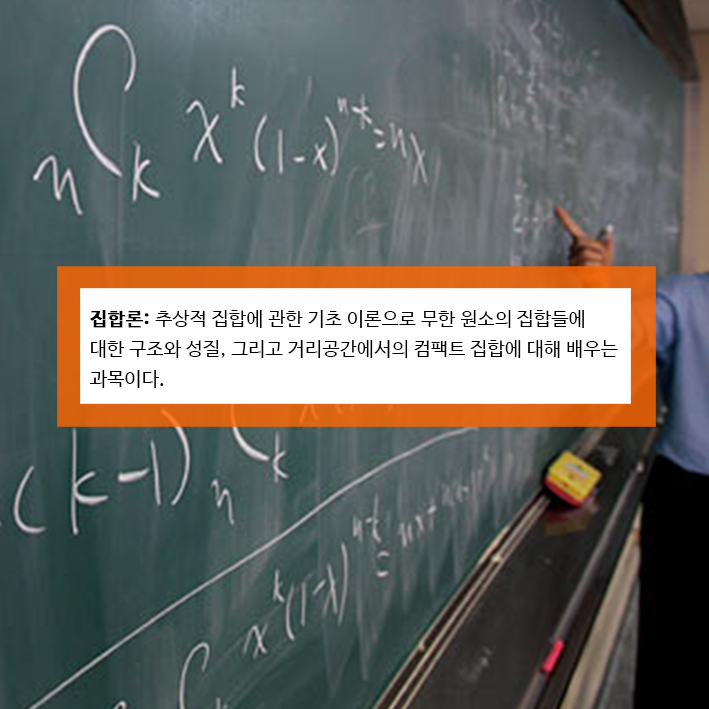 nCk x^k (1-x)^n-k = nx
집합론: 추상적 집합에 관한 기초 이론으로 무한 원소의 집합들에
대한 구조와 성질, 그리고 거리공간에서의 컴팩트 집합에 대해 배우는
과목이다.
(k-1) nCk
x^k (1-x)^n-k = nx +